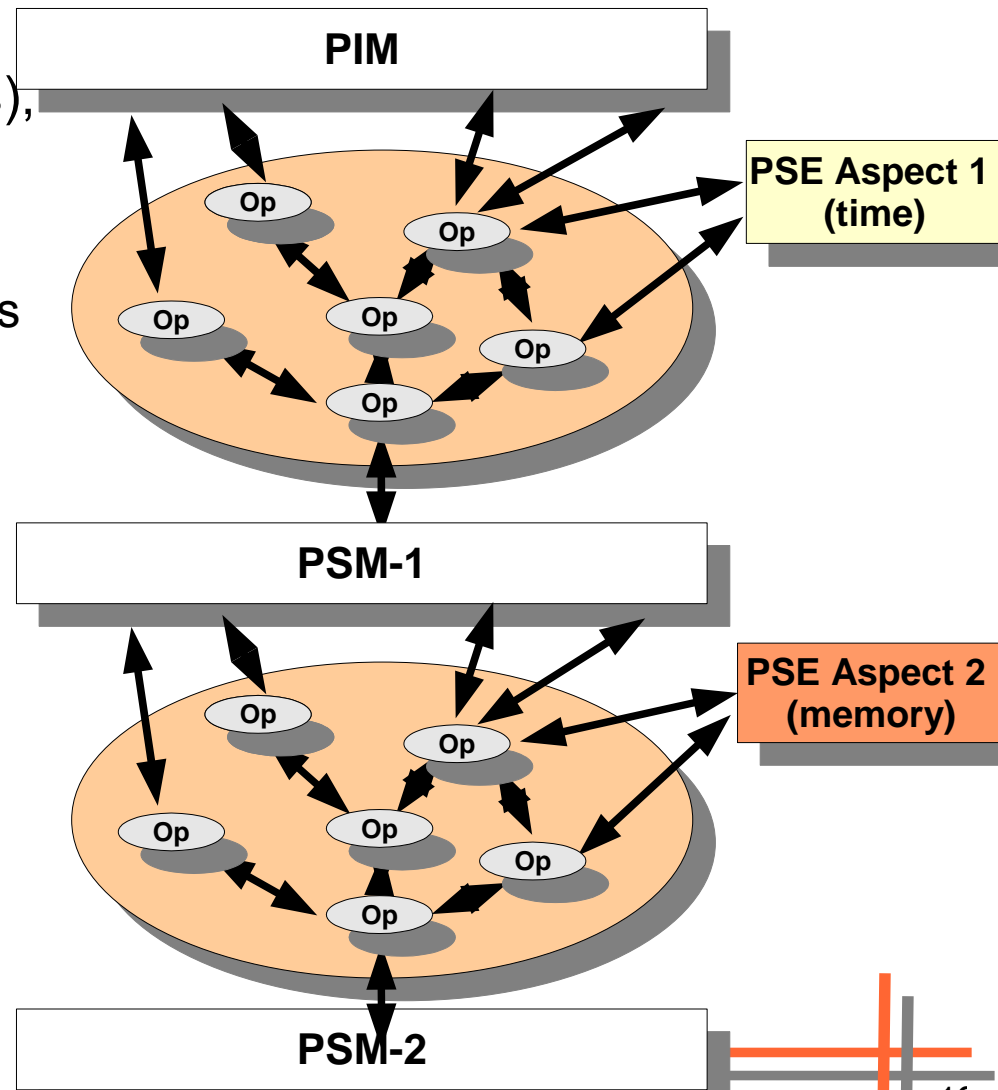 PIM
),
PSE Aspect 1
(time)
Op
Op
Op
Op
s
Op
Op
PSM-1
PSE Aspect 2
(memory)
Op
Op
Op
Op
Op
Op
PSM-2